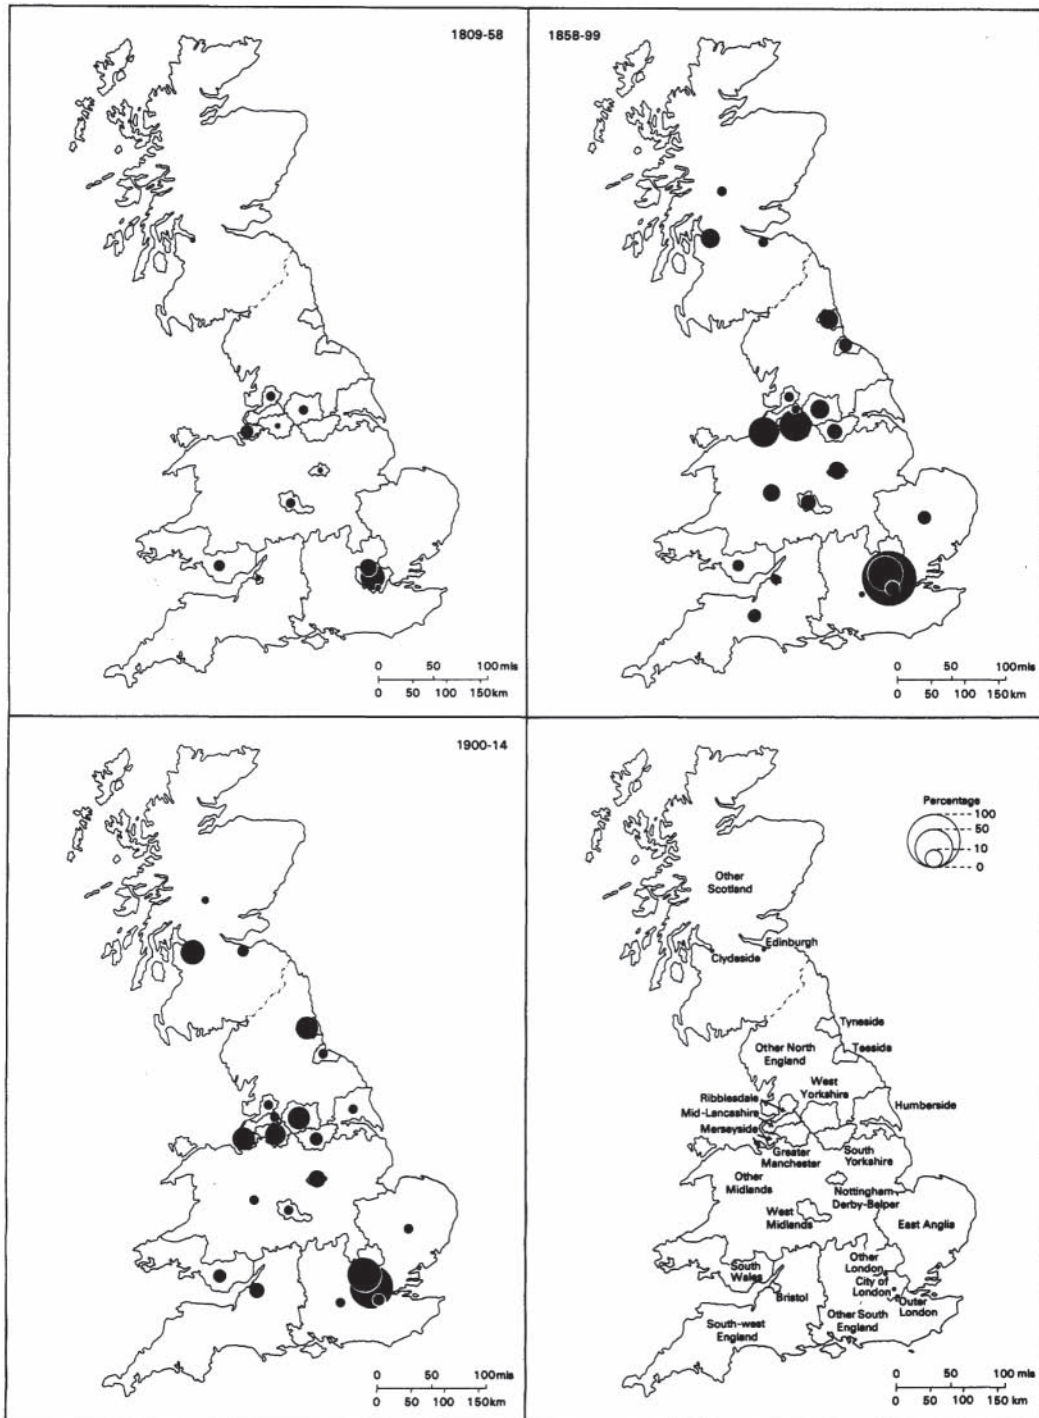 1809-58
0 50 100 mls
0 50 100 150 km
1858-99
0 50 100 mls
0 50 100 150 km
1900-14
0 50 100 mls
0 50 100 150 km
Percentage
100
50
10
0
Other
Scotland
Edinburgh
Clydeside
Tyneside
Other North
England
Teeside
West
Yorkshire
Ribblesdale
Mid-Lancashire
Humberside
Merseyside
Greater
Manchester
South
Yorkshire
Other
Midlands
Nottingham
Derby-Belper
West
Midlands
East Anglia
Other
London
South
Wales
City of
London
Bristol
Outer
London
South-west
England
Other South
England
0 50 100 mls
0 50 100 150 km